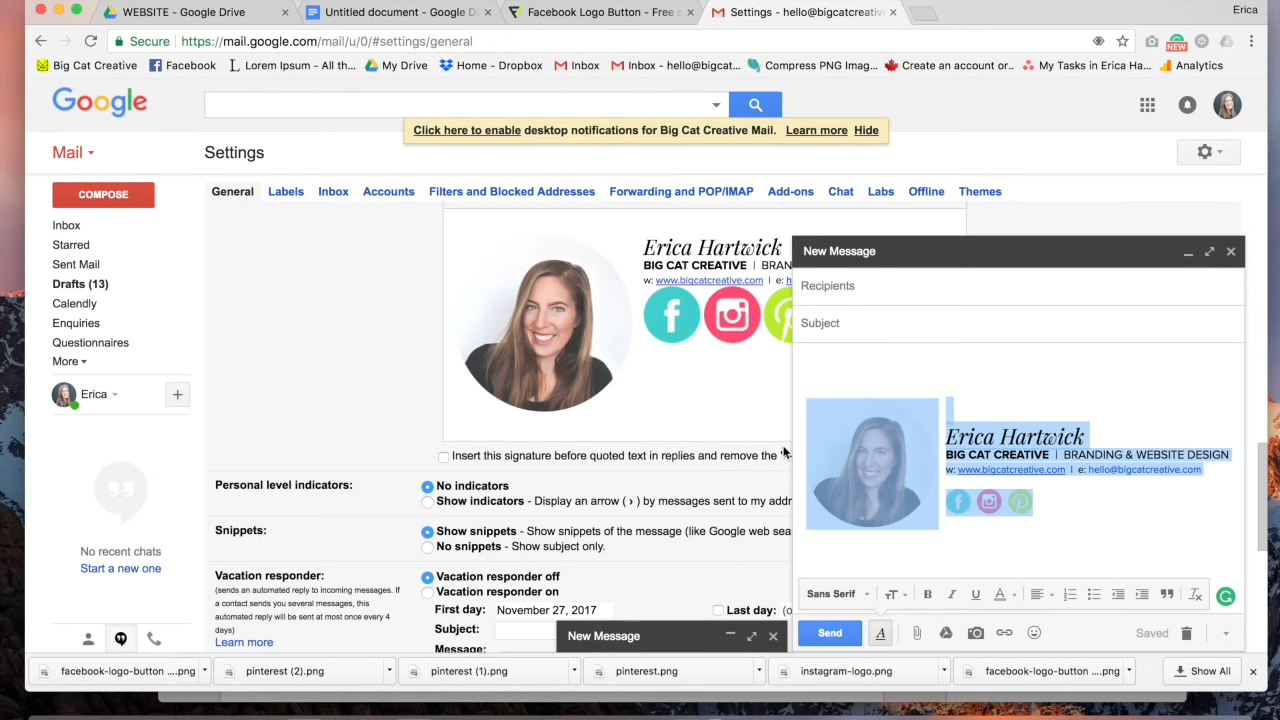 WEBSITE - Google Drive
Untitled document - Google D
Facebook Logo Button - Free s
Settings - hello@bigcatcreative
Erica
Secure https://mail.google.com/mail/u/0/#settings/general
NEW
Big Cat Creative
Facebook
Lorem Ipsum - All th...
My Drive
Home - Dropbox
Inbox
Inbox - hello@bigcat...
Compress PNG Imag...
Create an account or..
My Tasks in Erica Ha...
Analytics
Google
Click here to enable desktop notifications for Big Cat Creative Mail. Learn more Hide
Mail
Settings
COMPOSE
General Labels Inbox Accounts Filters and Blocked Addresses Forwarding and POP/IMAP Add-ons Chat Labs Offline Themes
Inbox
Starred
Sent Mail
Drafts (13)
Calendly
Enquiries
Questionnaires
More
Erica
No recent chats
Start a new one
Erica Hartwick
BIG CAT CREATIVE | BRAN
w: www.bigcatcreative.com | e: h
Insert this signature before quoted text in replies and remove the
Personal level indicators:
No indicators
Show indicators - Display an arrow ( › ) by messages sent to my addr
Snippets:
Show snippets - Show snippets of the message (like Google web sea
No snippets - Show subject only.
Vacation responder:
(sends an automated reply to incoming messages. If
a contact sends you several messages, this
automated reply will be sent at most once every 4
days)
Learn more
Vacation responder off
Vacation responder on
First day: November 27, 2017
Last day: (o
Subject:
Message:
New Message
New Message
Recipients
Subject
Erica Hartwick
BIG CAT CREATIVE | BRANDING & WEBSITE DESIGN
w: www.bigcatcreative.com | e: hello@bigcatcreative.com
Sans Serif
Send
Saved
facebook-logo-button ....png
pinterest (2).png
pinterest (1).png
pinterest.png
instagram-logo.png
facebook-logo-button ....png
Show All